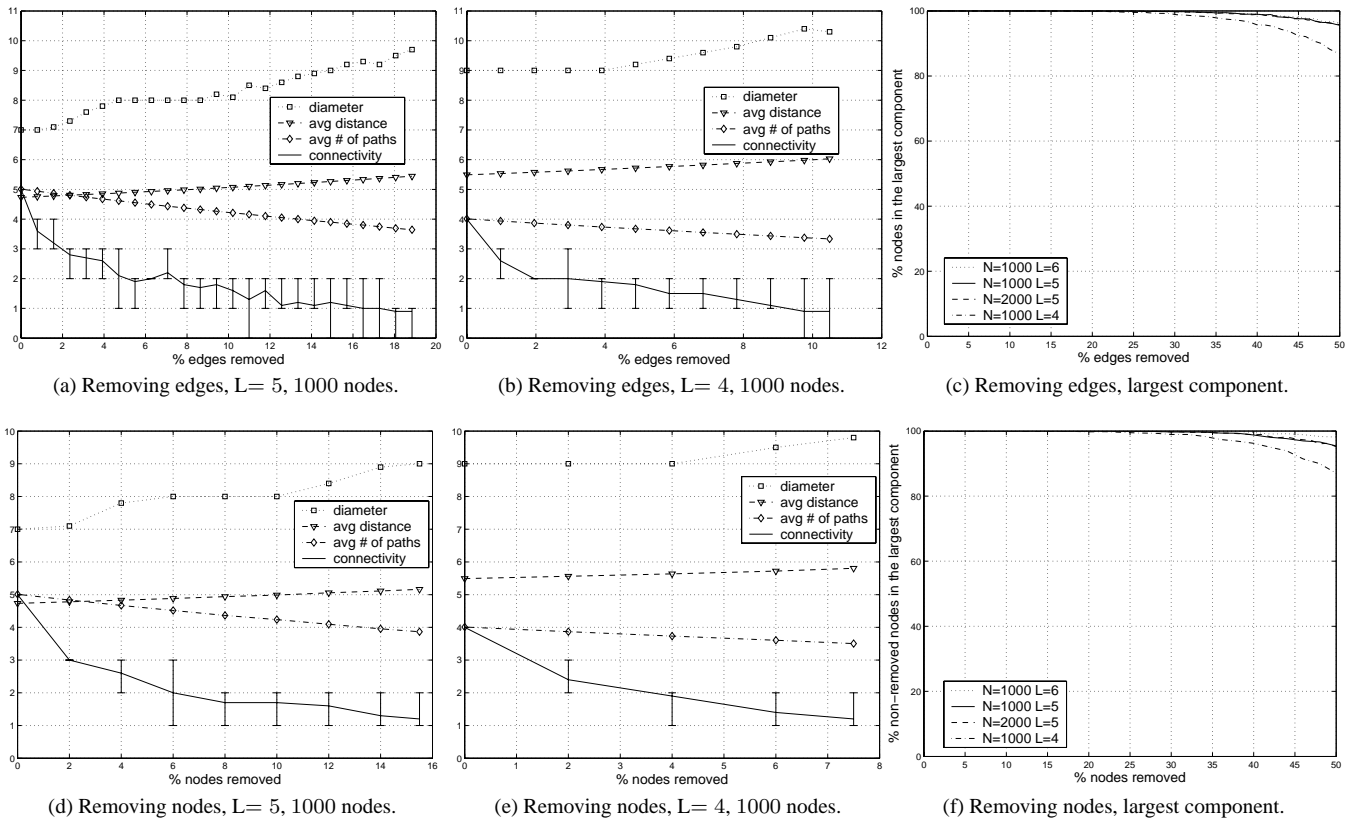 11
10
9
8
7
6
5
4
3
2
1
0
0 2 4 6 8 10 12 14 16 18 20
% edges removed
diameter
avg distance
avg # of paths
connectivity
(a) Removing edges, L= 5, 1000 nodes.
11
10
9
8
7
6
5
4
3
2
1
0
0 2 4 6 8 10 12
% edges removed
diameter
avg distance
avg # of paths
connectivity
(b) Removing edges, L= 4, 1000 nodes.
100
80
60
40
20
0
0 5 10 15 20 25 30 35 40 45 50
% edges removed
% nodes in the largest component
N=1000 L=6
N=1000 L=5
N=2000 L=5
N=1000 L=4
(c) Removing edges, largest component.
10
9
8
7
6
5
4
3
2
1
0
0 2 4 6 8 10 12 14 16
% nodes removed
diameter
avg distance
avg # of paths
connectivity
(d) Removing nodes, L= 5, 1000 nodes.
10
9
8
7
6
5
4
3
2
1
0
0 1 2 3 4 5 6 7 8
% nodes removed
diameter
avg distance
avg # of paths
connectivity
(e) Removing nodes, L= 4, 1000 nodes.
100
80
60
40
20
0
0 5 10 15 20 25 30 35 40 45 50
% nodes removed
% non−removed nodes in the largest component
N=1000 L=6
N=1000 L=5
N=2000 L=5
N=1000 L=4
(f) Removing nodes, largest component.